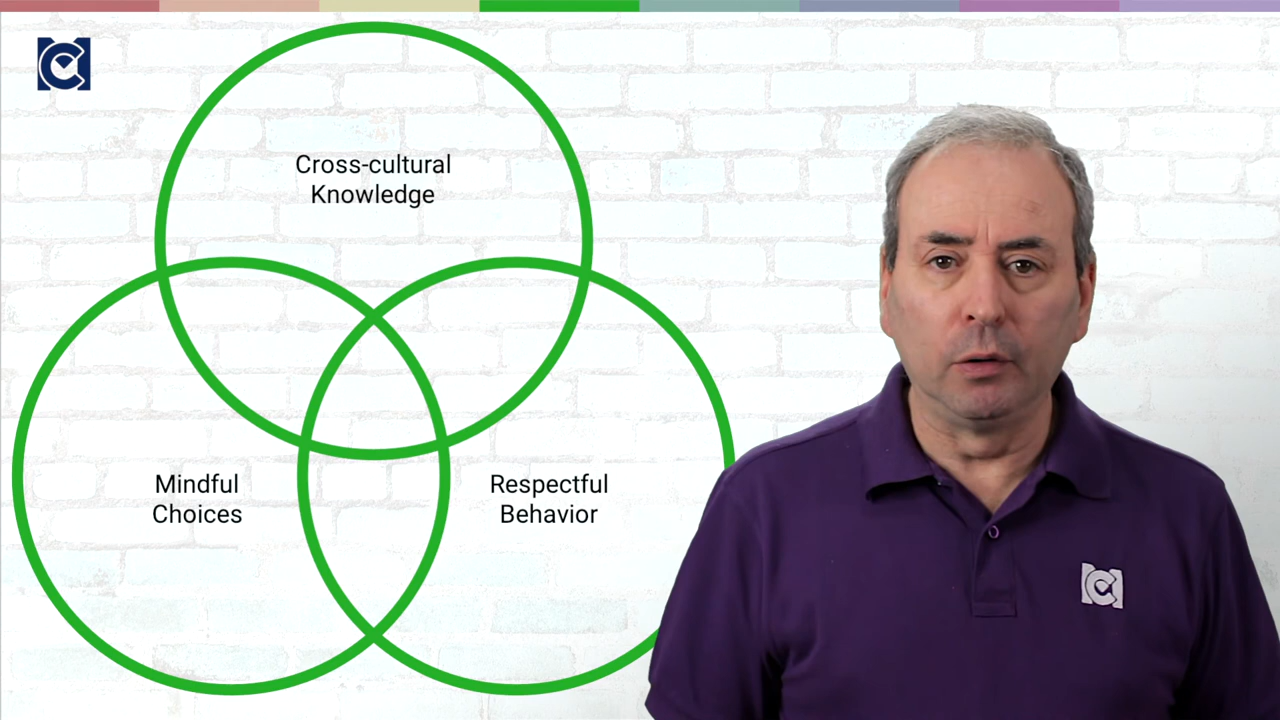 Cross-cultural
Knowledge
Mindful
Choices
Respectful
Behavior